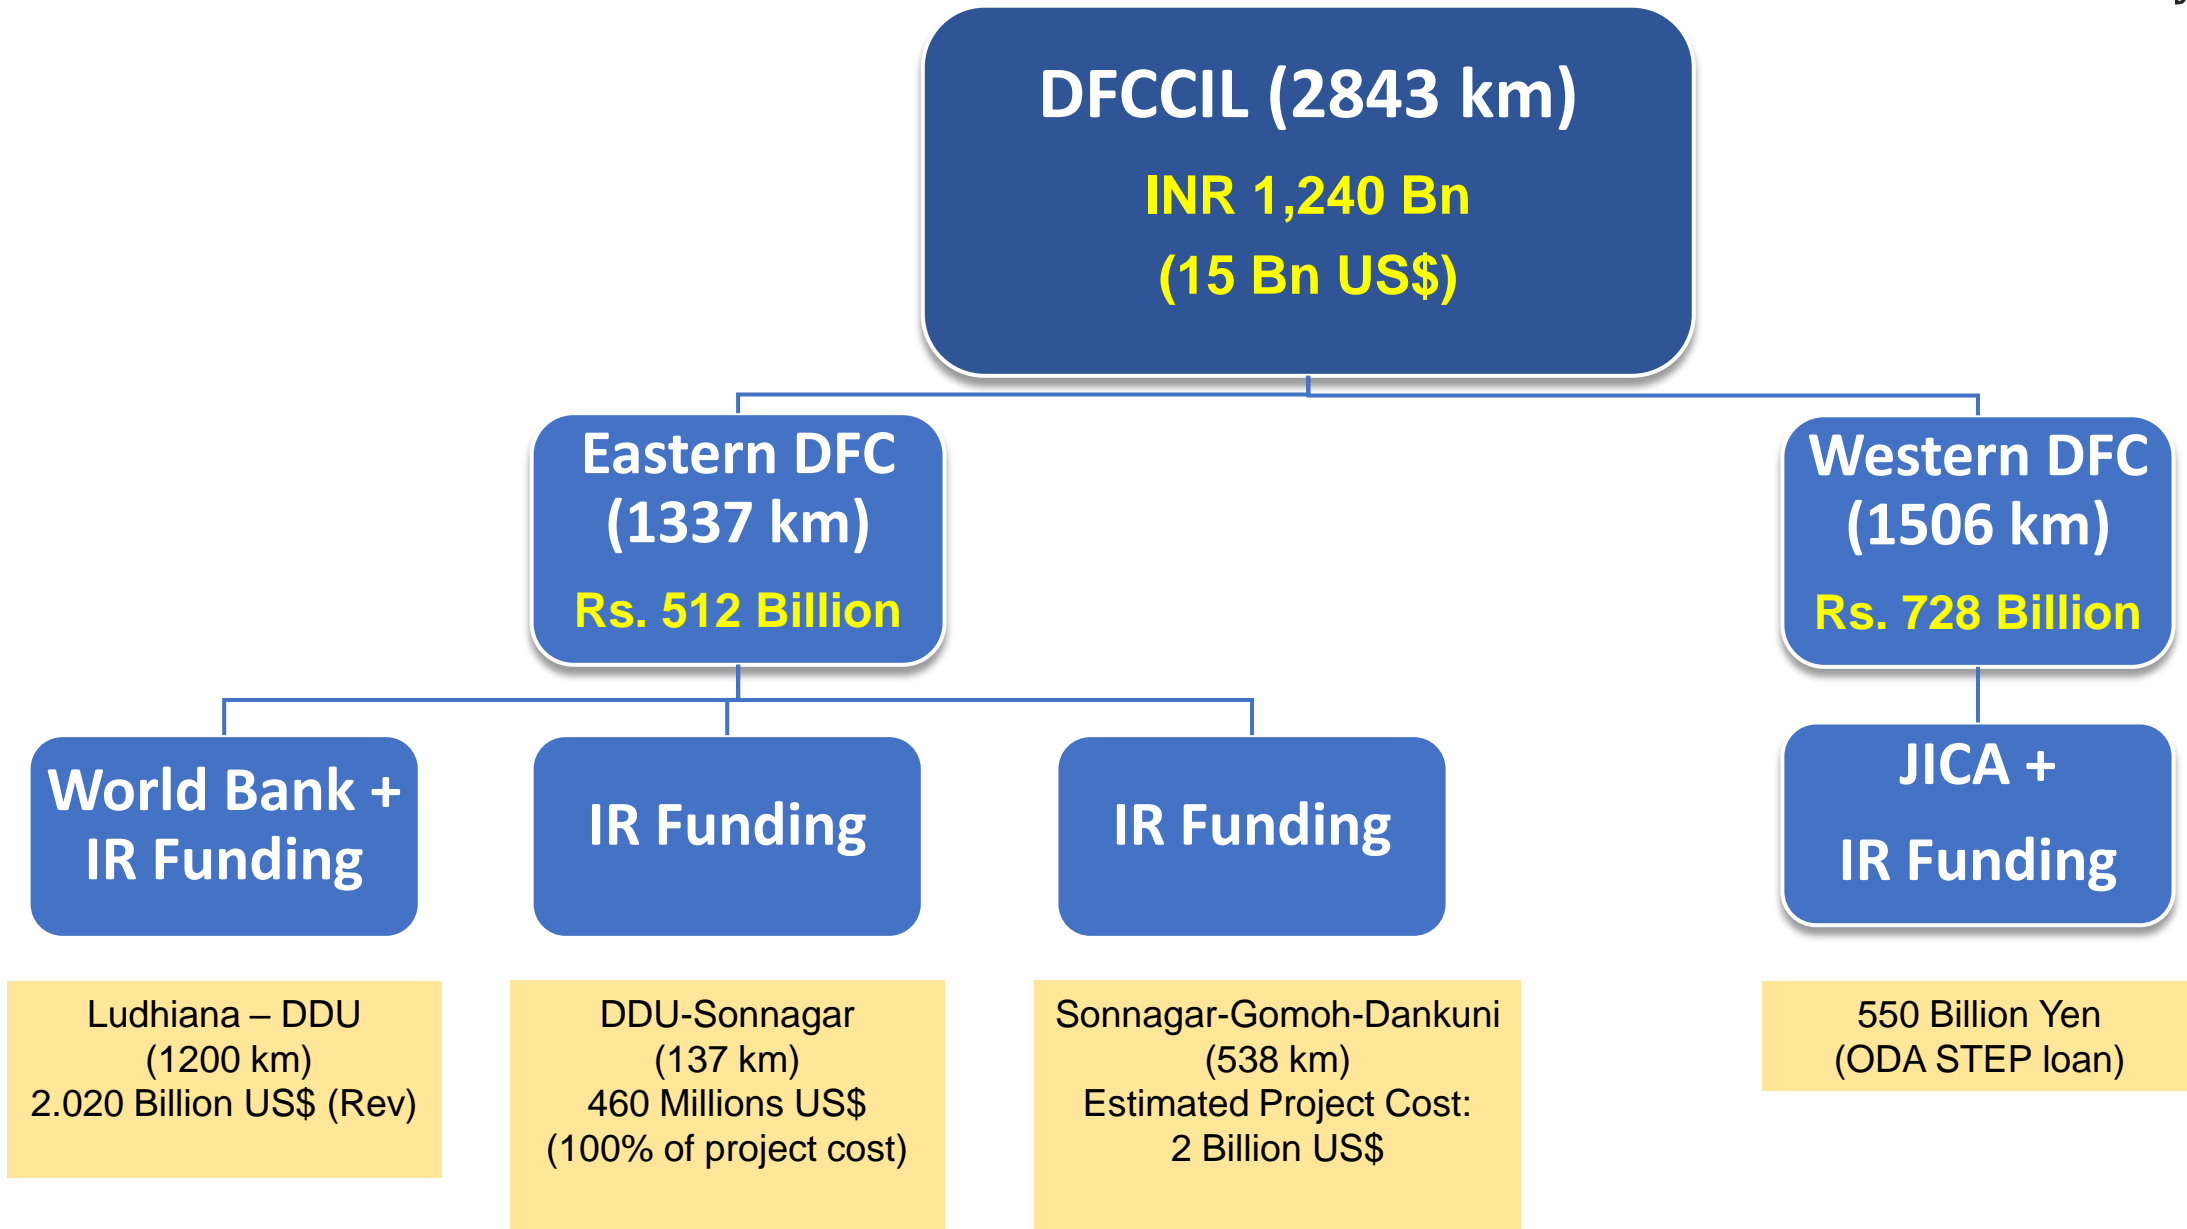 DFCCIL (2843 km)
INR 1,240 Bn
(15 Bn US$)
Eastern DFC
(1337 km)
Rs. 512 Billion
Western DFC
(1506 km)
Rs. 728 Billion
World Bank +
IR Funding
IR Funding
IR Funding
JICA +
IR Funding
Ludhiana – DDU
(1200 km)
2.020 Billion US$ (Rev)
DDU-Sonnagar
(137 km)
460 Millions US$
(100% of project cost)
Sonnagar-Gomoh-Dankuni
(538 km)
Estimated Project Cost:
2 Billion US$
550 Billion Yen
(ODA STEP loan)